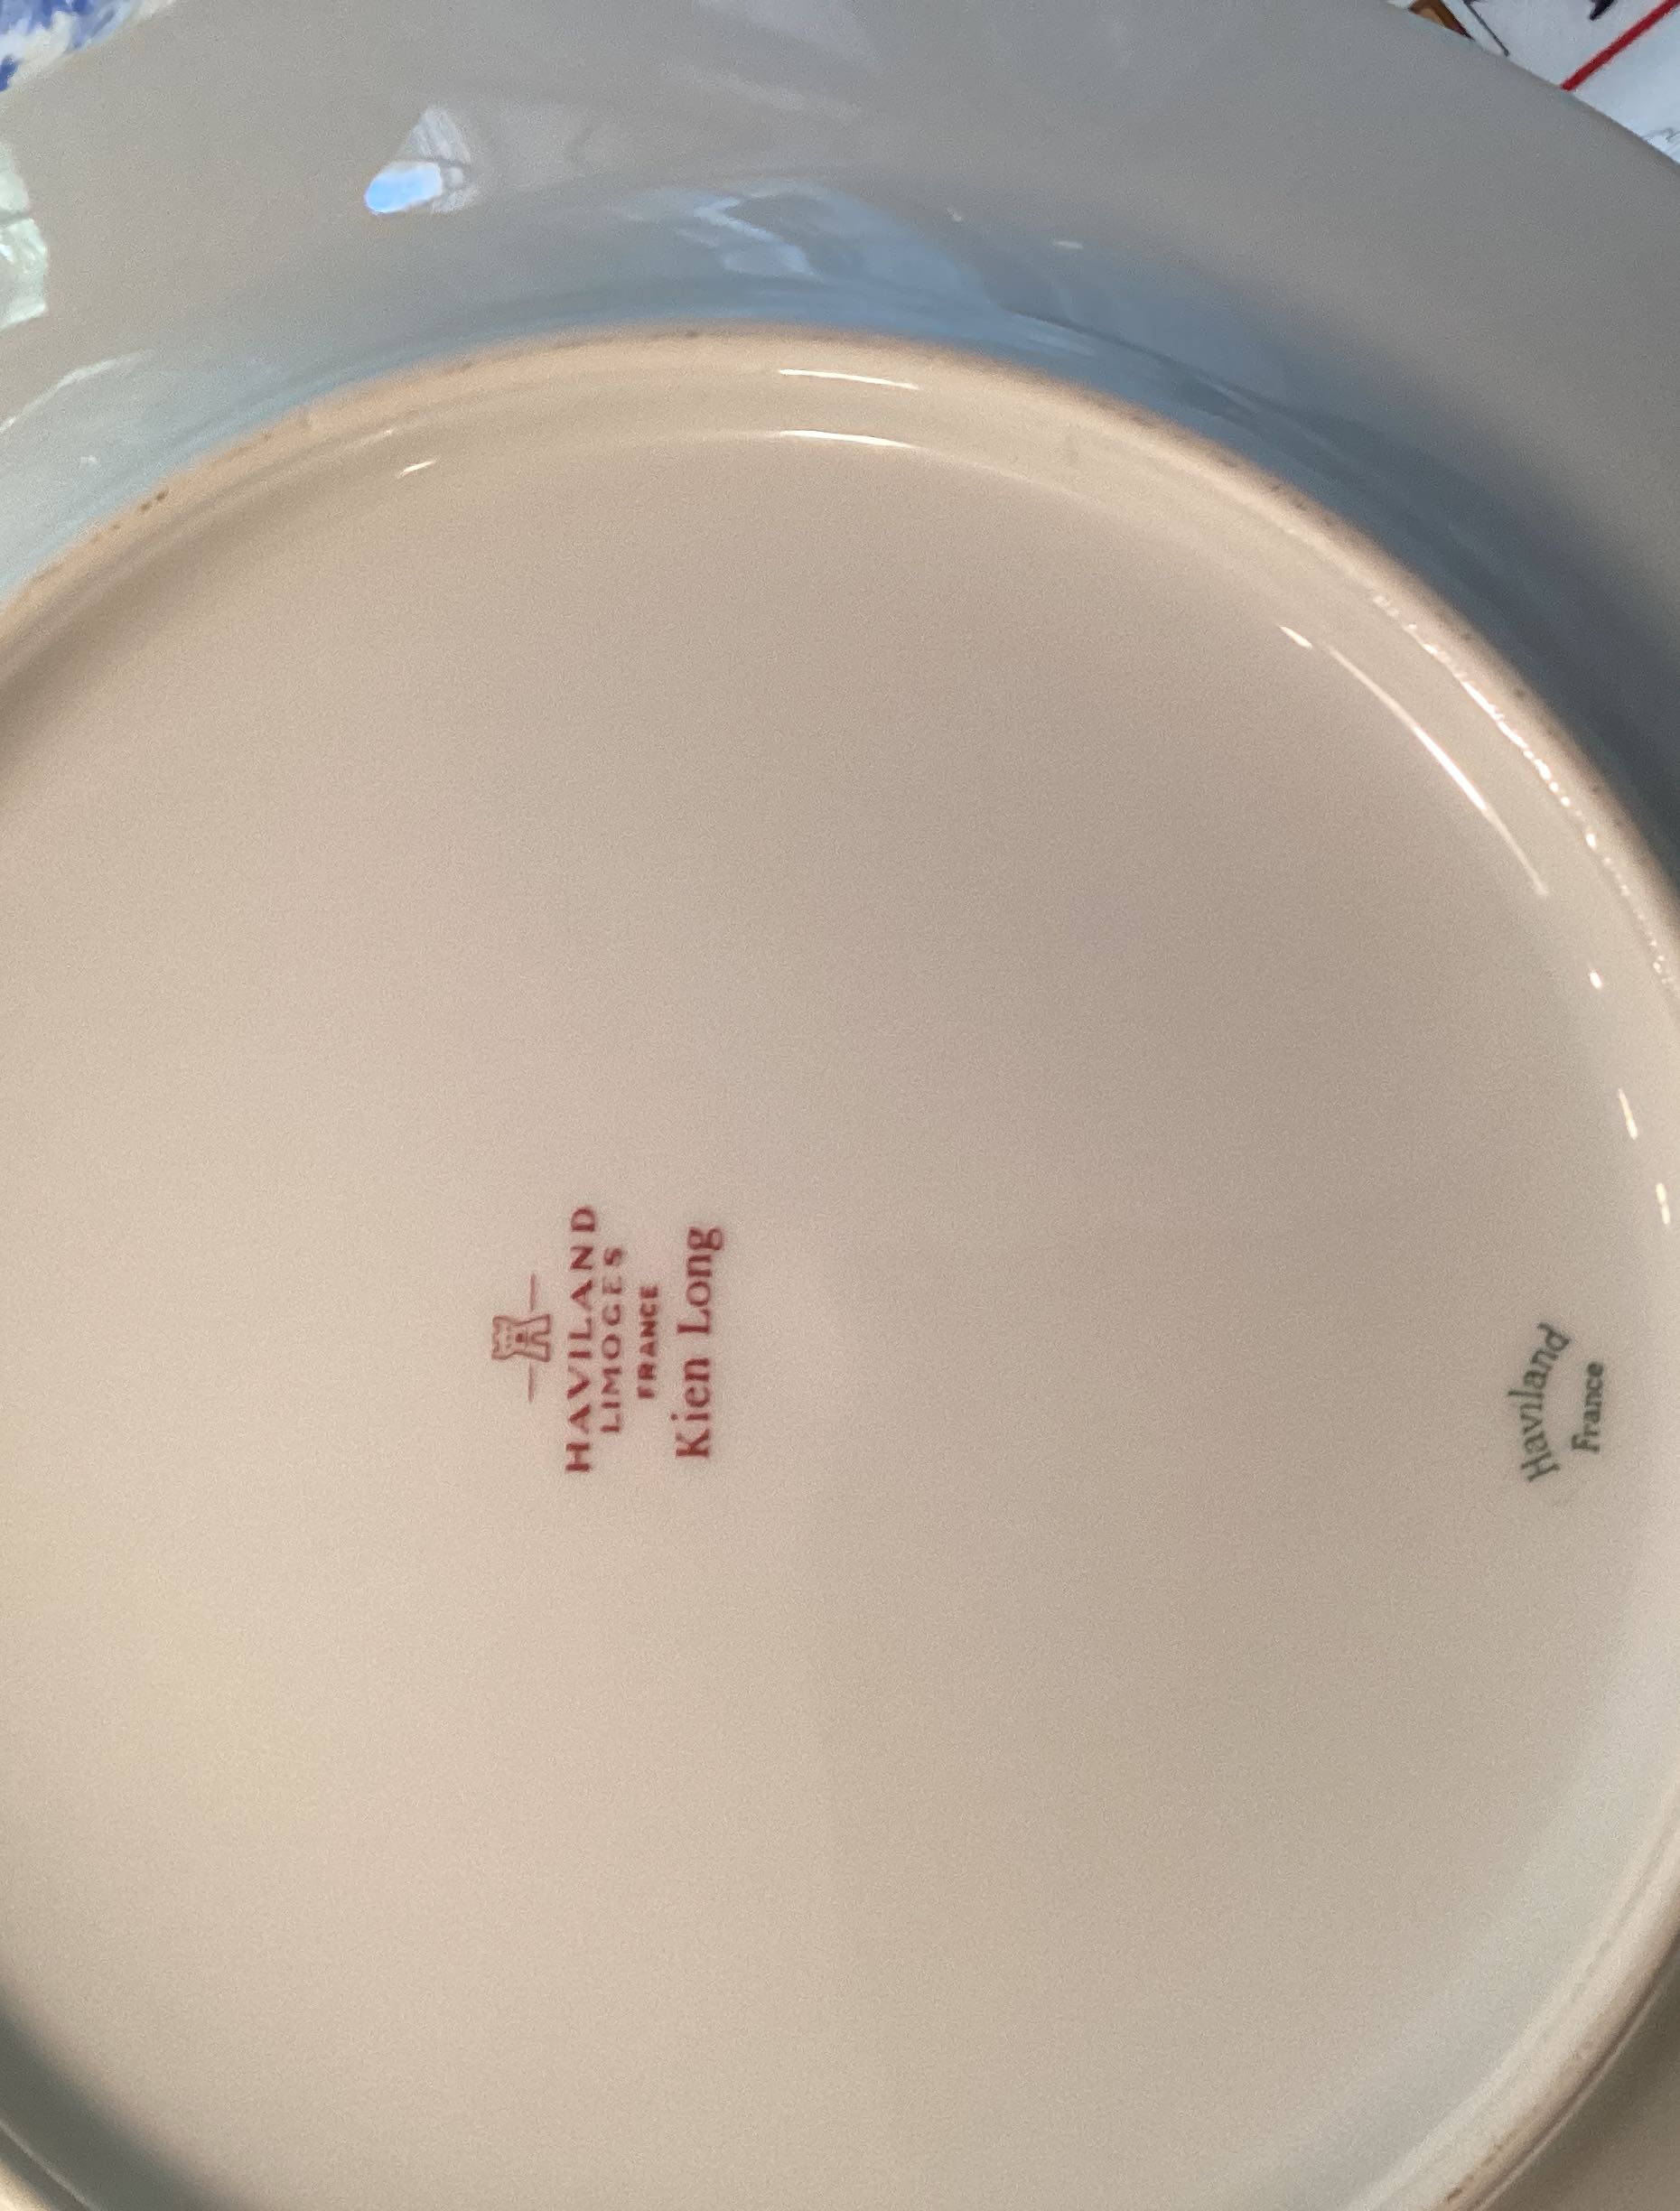 HAVILAND
LIMOGES
FRANCE
Kien Long
Haviland
France